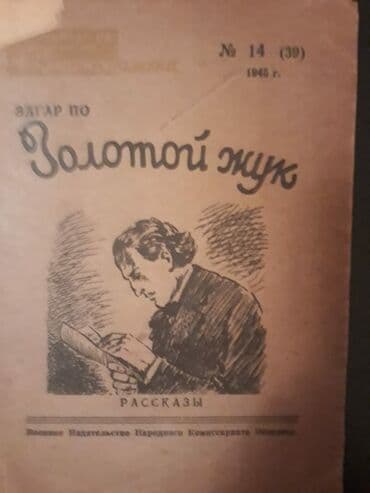 № 14 (39)
1945 г.
ЭДГАР ПО
Золотой жук
РАССКАЗЫ
Военное Издательство Народного Комиссариата Обороны